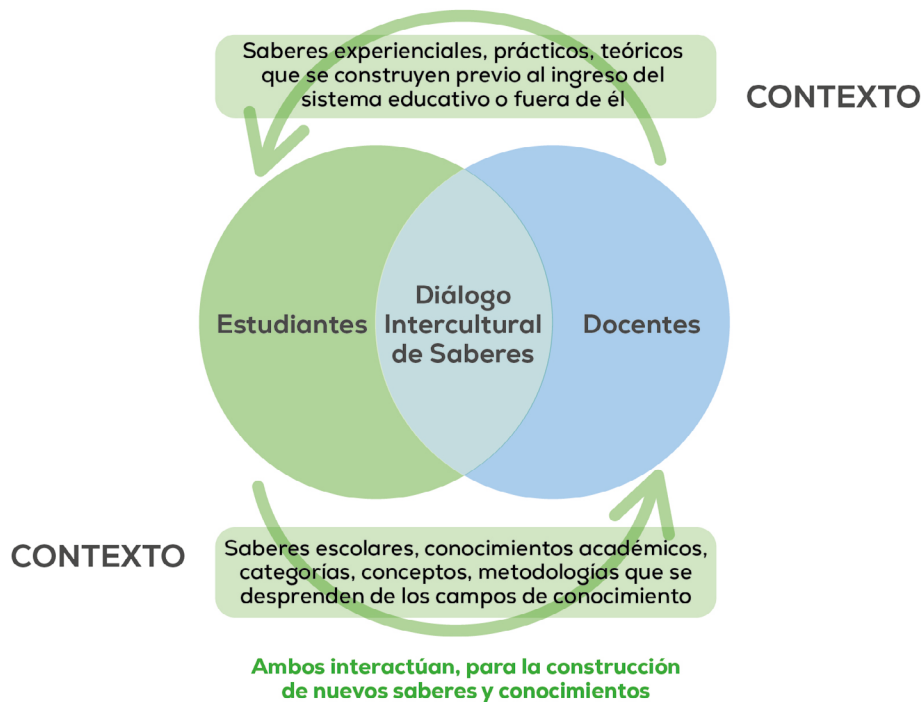 Saberes experienciales, prácticos, teóricos
que se construyen previo al ingreso del
sistema educativo o fuera de él
CONTEXTO
Estudiantes
Diálogo
Intercultural
de Saberes
Docentes
CONTEXTO
Saberes escolares, conocimientos académicos,
categorías, conceptos, metodologías que se
desprenden de los campos de conocimiento
Ambos interactúan, para la construcción
de nuevos saberes y conocimientos